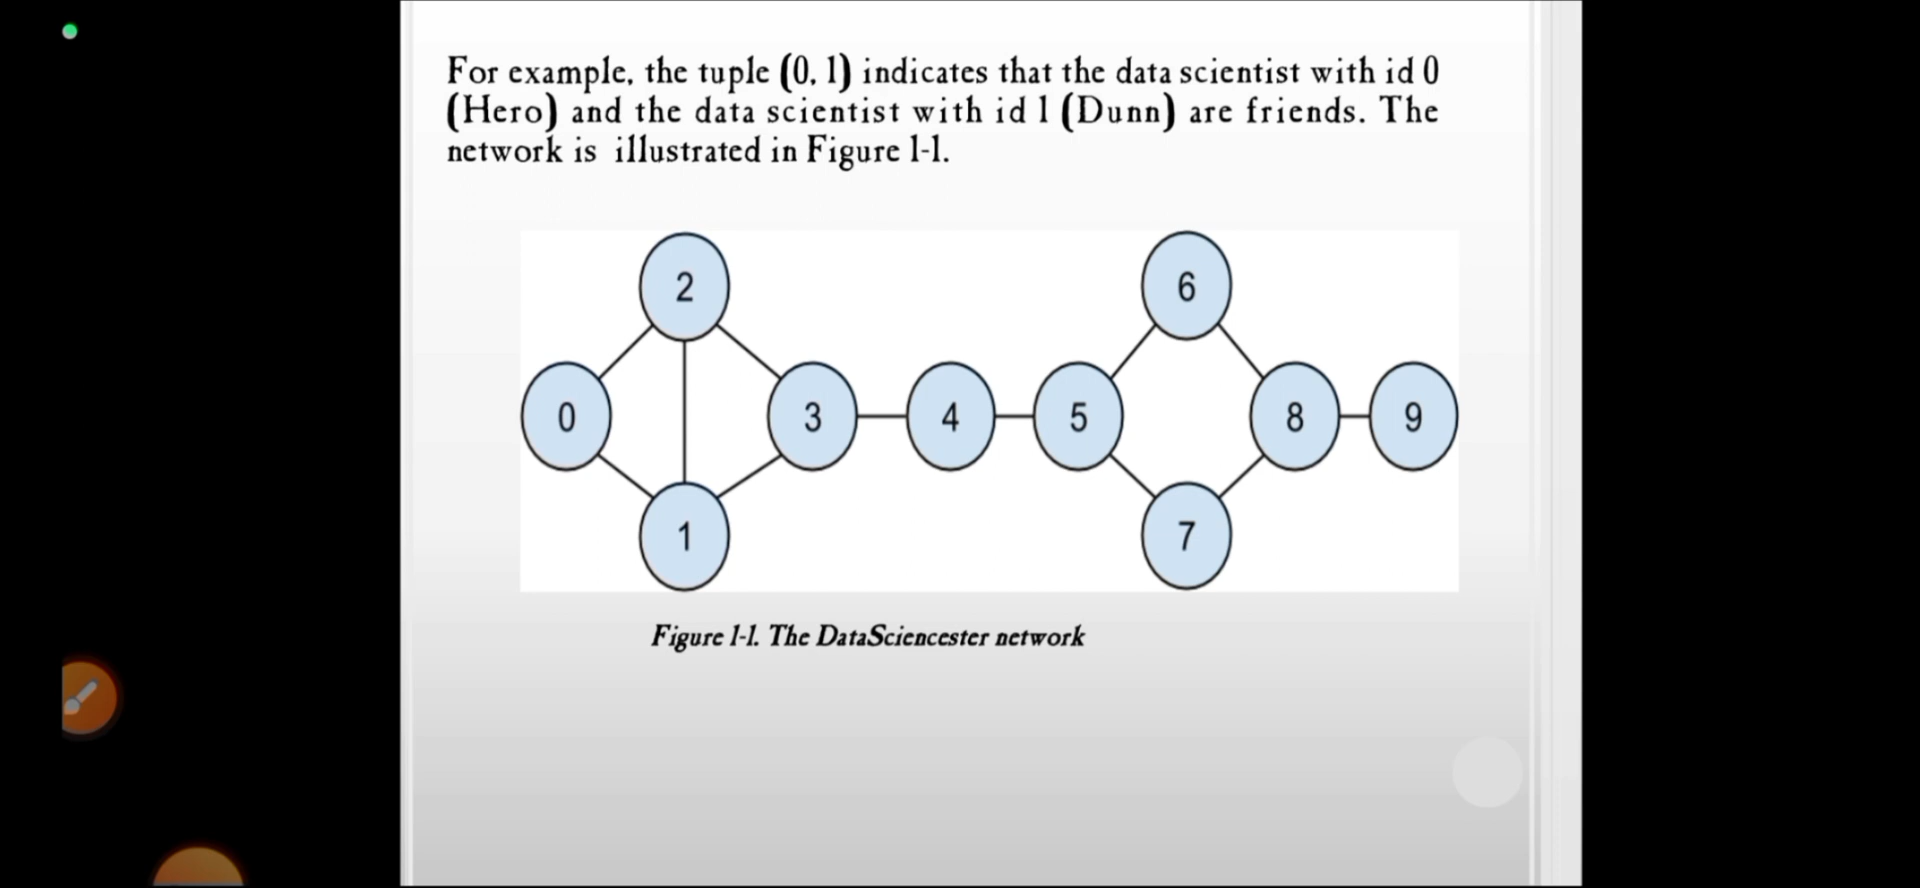 For example, the tuple (0, 1) indicates that the data scientist with id 0
(Hero) and the data scientist with id 1 (Dunn) are friends. The
network is illustrated in Figure 1-1.
2
6
0
3
4
5
8
9
1
7
Figure 1-1. The DataSciencester network